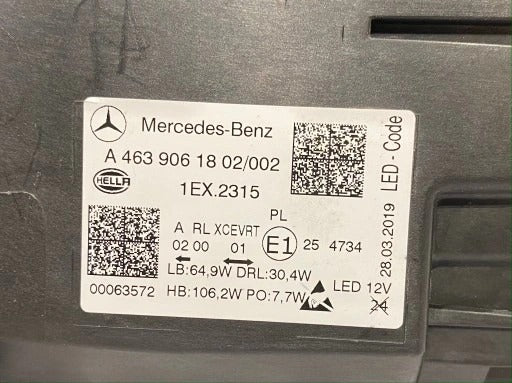 Mercedes-Benz
A 463 906 18 02/002
HELLA
1EX.2315
PL
A RL XCEVRT
02 00 01
E1
25 4734
LB:64,9W DRL:30,4W
00063572
HB:106,2W PO:7,7W
LED 12V
24
28.03.2019 LED - Code